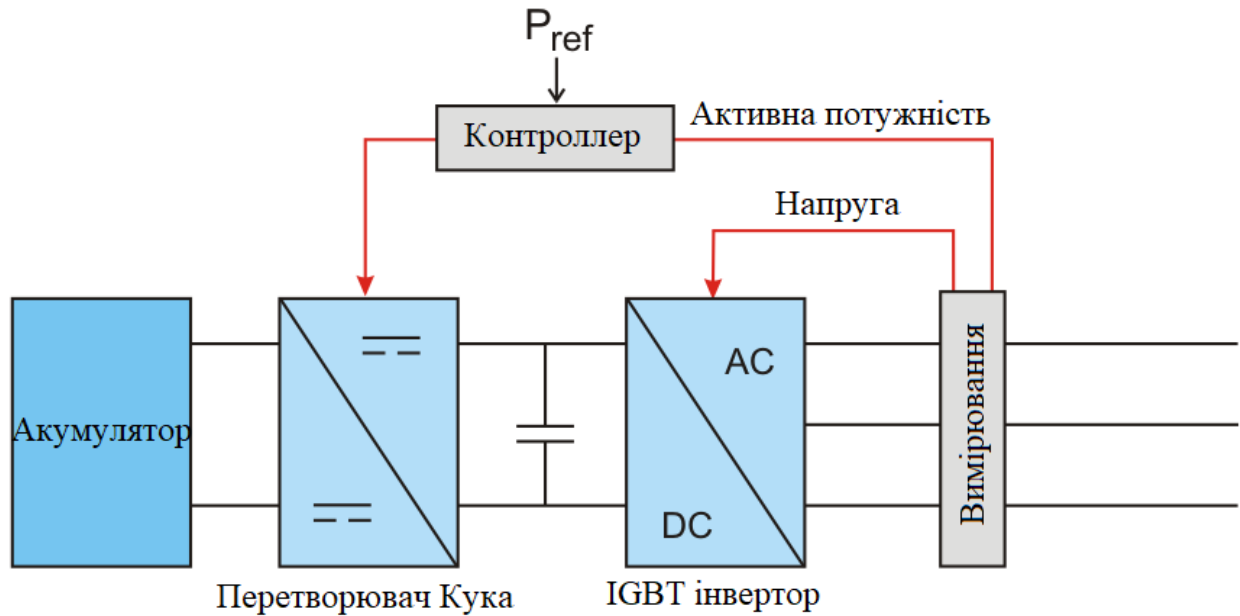 Pref
Активна потужність
Контроллер
Напруга
AC
Акумулятор
Вимірювання
DC
Перетворювач Кука
IGBT інвертор